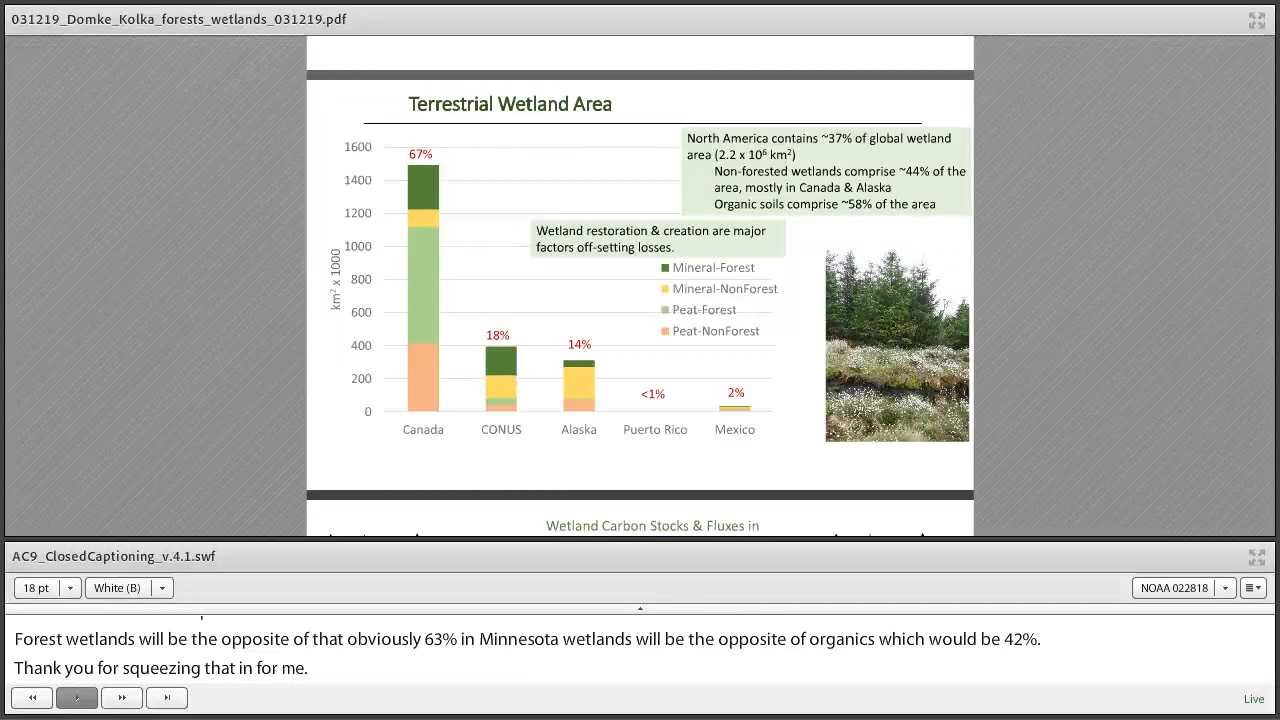 031219_Domke_Kolka_forests_wetlands_031219.pdf
Terrestrial Wetland Area
North America contains ~37% of global wetland
area (2.2 x 10⁶ km²)
Non-forested wetlands comprise ~44% of the
area, mostly in Canada & Alaska
Organic soils comprise ~58% of the area
Wetland restoration & creation are major
factors off-setting losses.
km² x 1000
1600
1400
1200
1000
800
600
400
200
0
67%
18%
14%
<1%
2%
Mineral-Forest
Mineral-NonForest
Peat-Forest
Peat-NonForest
Canada
CONUS
Alaska
Puerto Rico
Mexico
Wetland Carbon Stocks & Fluxes in
AC9_ClosedCaptioning_v.4.1.swf
18 pt
White (B)
NOAA 022818
Forest wetlands will be the opposite of that obviously 63% in Minnesota wetlands will be the opposite of organics which would be 42%.
Thank you for squeezing that in for me.
Live